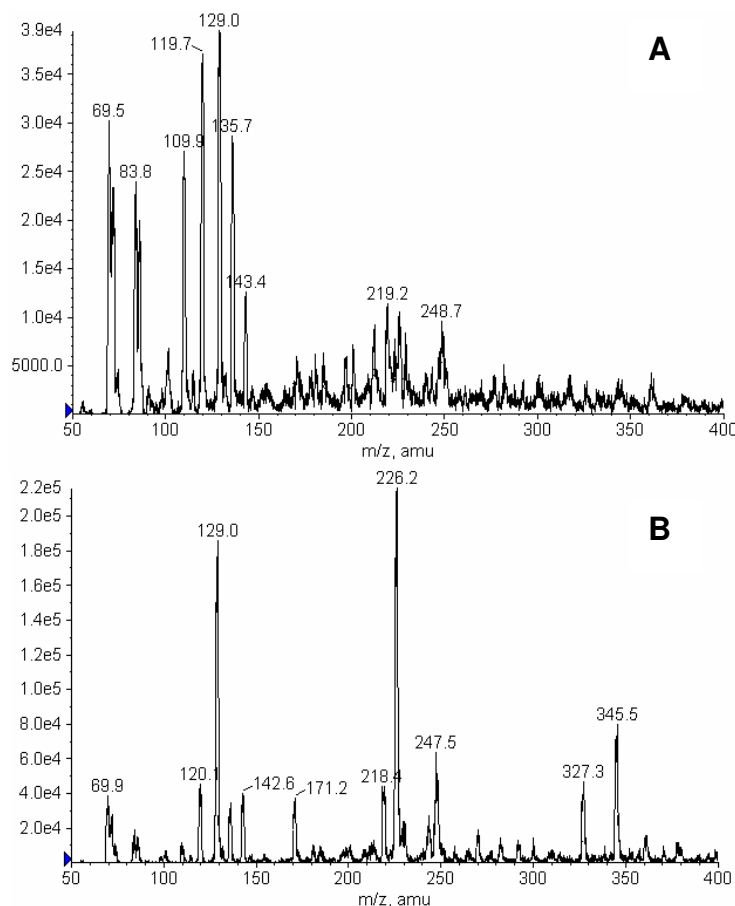 3.9e4
129.0
119.7
A
3.5e4
3.0e4
69.5
135.7
109.9
2.5e4
83.8
2.0e4
1.5e4
143.4
219.2
248.7
1.0e4
5000.0
50 100 150 200 250 300 350 400
m/z, amu
2.2e5
226.2
2.0e5
129.0
B
1.8e5
1.6e5
1.4e5
1.2e5
1.0e5
8.0e4
345.5
6.0e4
247.5
69.9
120.1
142.6
171.2
218.4
327.3
4.0e4
2.0e4
50 100 150 200 250 300 350 400
m/z, amu